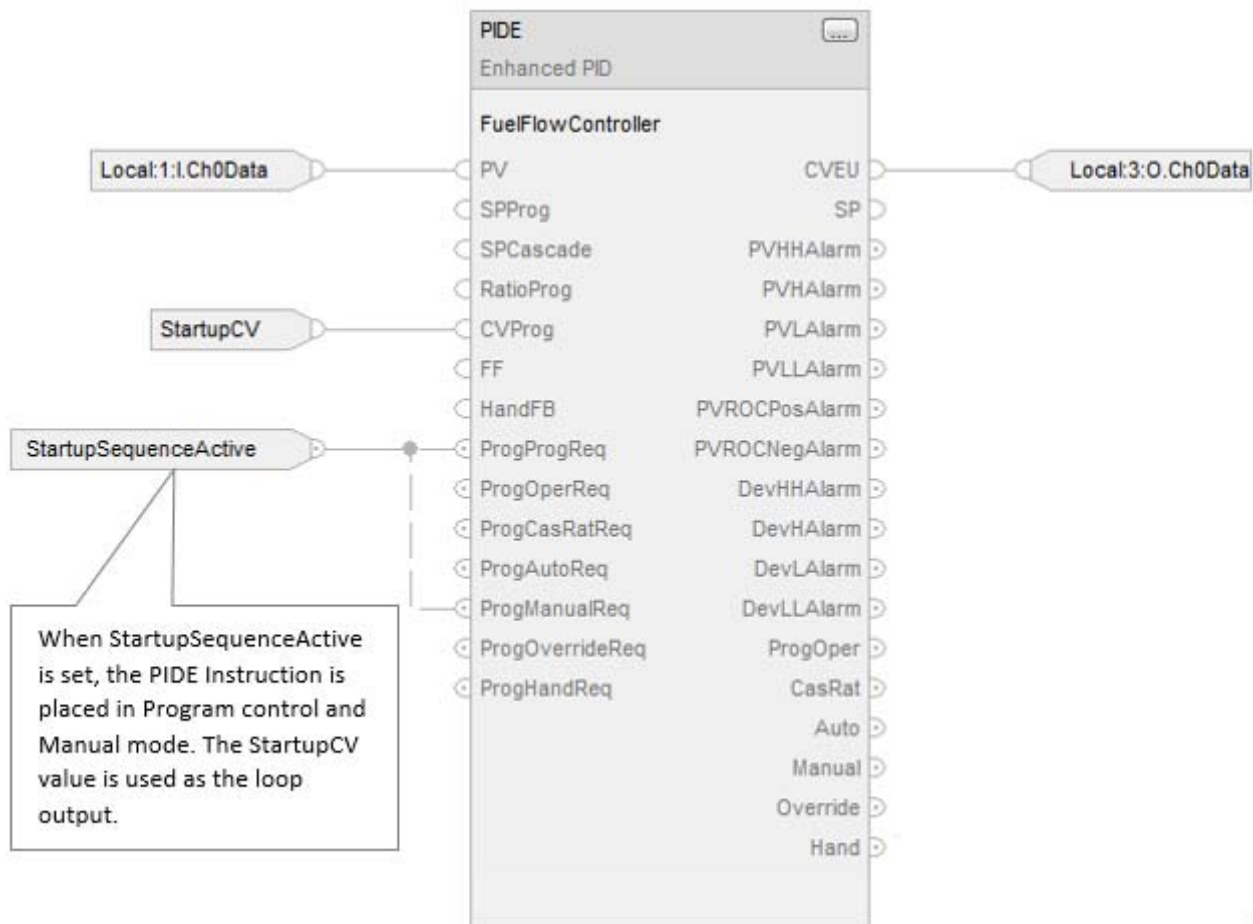 PIDE ...
Enhanced PID
FuelFlowController
Local:1:I.Ch0Data PV CVEU Local:3:O.Ch0Data
SPProg SP
SPCascade PVHHAlarm
RatioProg PVHAlarm
StartupCV CVProg PVLAlarm
FF PVLLAlarm
HandFB PVROCPosAlarm
StartupSequenceActive ProgProgReq PVROCNegAlarm
ProgOperReq DevHHAlarm
ProgCasRatReq DevHAlarm
ProgAutoReq DevLAlarm
ProgManualReq DevLLAlarm
ProgOverrideReq ProgOper
ProgHandReq CasRat
Auto
Manual
Override
Hand
When StartupSequenceActive
is set, the PIDE Instruction is
placed in Program control and
Manual mode. The StartupCV
value is used as the loop
output.